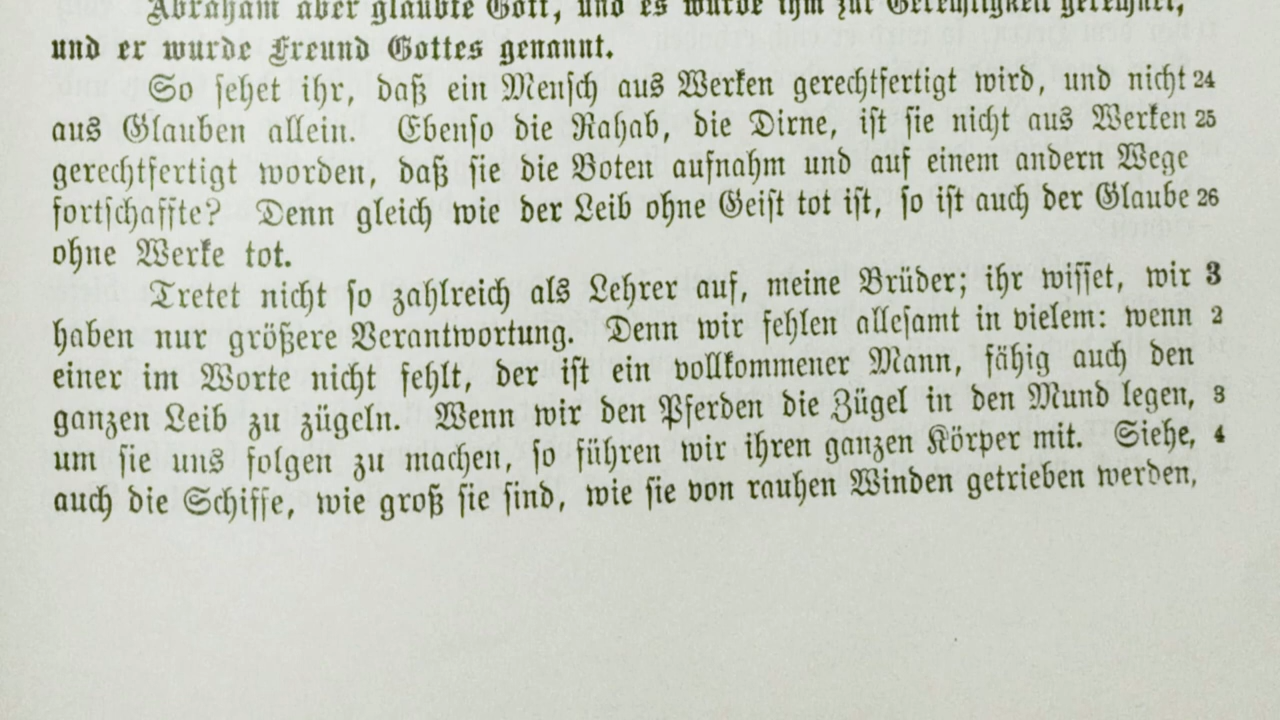 Abraham aber glaubte Gott, und es wurde ihm zur Gerechtigkeit gerechnet,
und er wurde Freund Gottes genannt.
So sehet ihr, daß ein Mensch aus Werken gerechtfertigt wird, und nicht 24
aus Glauben allein. Ebenso die Rahab, die Dirne, ist sie nicht aus Werken 25
gerechtfertigt worden, daß sie die Boten aufnahm und auf einem andern Wege
fortschaffte? Denn gleich wie der Leib ohne Geist tot ist, so ist auch der Glaube 26
ohne Werke tot.
Tretet nicht so zahlreich als Lehrer auf, meine Brüder; ihr wisset, wir 3
haben nur größere Verantwortung. Denn wir fehlen allesamt in vielem: wenn 2
einer im Worte nicht fehlt, der ist ein vollkommener Mann, fähig auch den
ganzen Leib zu zügeln. Wenn wir den Pferden die Zügel in den Mund legen, 3
um sie uns folgen zu machen, so führen wir ihren ganzen Körper mit. Siehe, 4
auch die Schiffe, wie groß sie sind, wie sie von rauhen Winden getrieben werden,